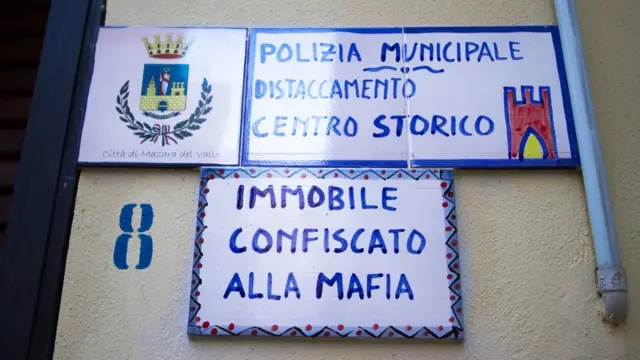 POLIZIA MUNICIPALE
DISTACCAMENTO
CENTRO STORICO
Città di Mazara del Vallo
IMMOBILE
CONFISCATO
ALLA MAFIA
8